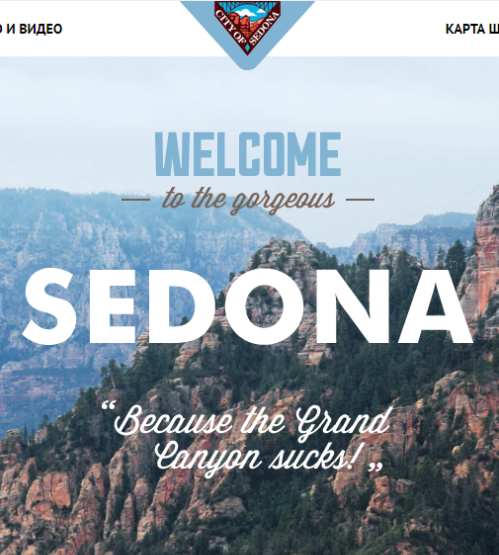 О И ВИДЕО
КАРТА Ш
CITY OF SEDONA
WELCOME
to the gorgeous
SEDONA
“Because the Grand
Canyon sucks!„